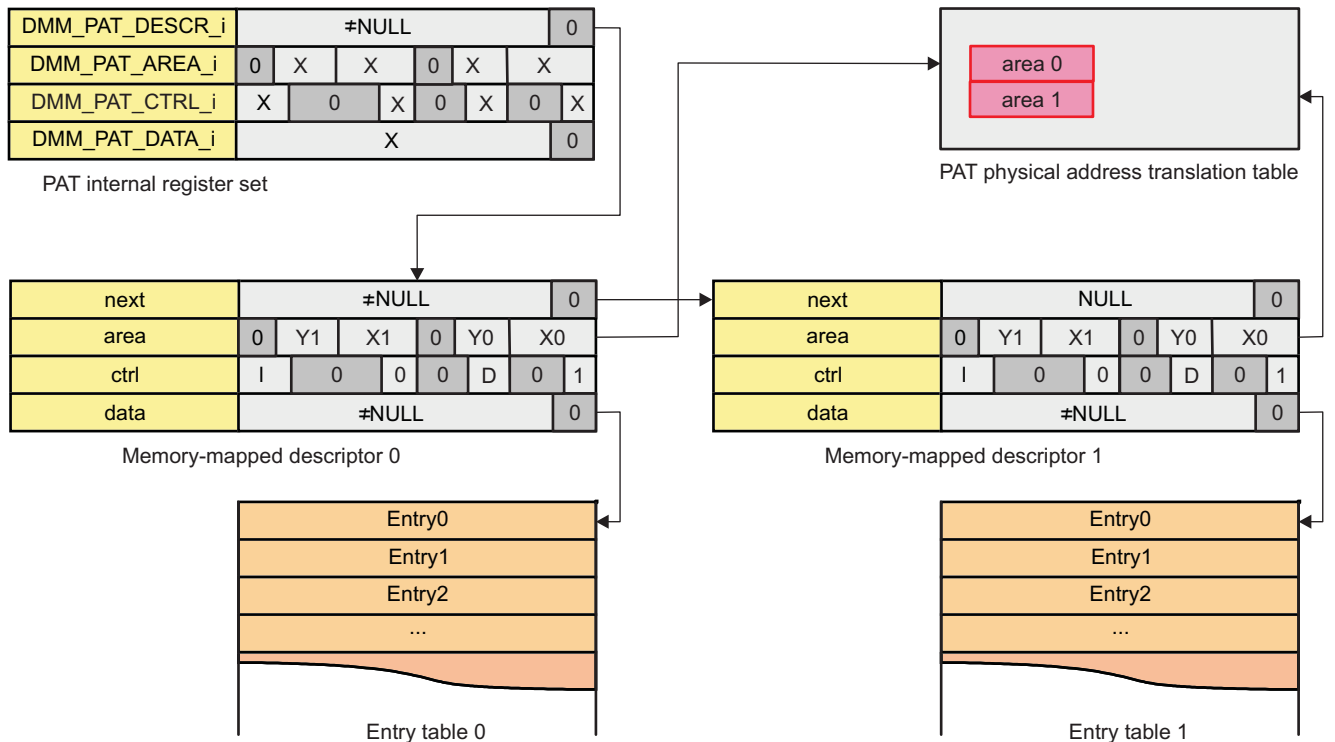 DMM_PAT_DESCR_i ≠NULL 0
DMM_PAT_AREA_i 0 X X 0 X X
DMM_PAT_CTRL_i X 0 X 0 X 0 X
DMM_PAT_DATA_i X 0
PAT internal register set
area 0
area 1
PAT physical address translation table
next ≠NULL 0
area 0 Y1 X1 0 Y0 X0
ctrl I 0 0 0 D 0 1
data ≠NULL 0
Memory-mapped descriptor 0
next NULL 0
area 0 Y1 X1 0 Y0 X0
ctrl I 0 0 0 D 0 1
data ≠NULL 0
Memory-mapped descriptor 1
Entry0
Entry1
Entry2
...
Entry table 0
Entry0
Entry1
Entry2
...
Entry table 1